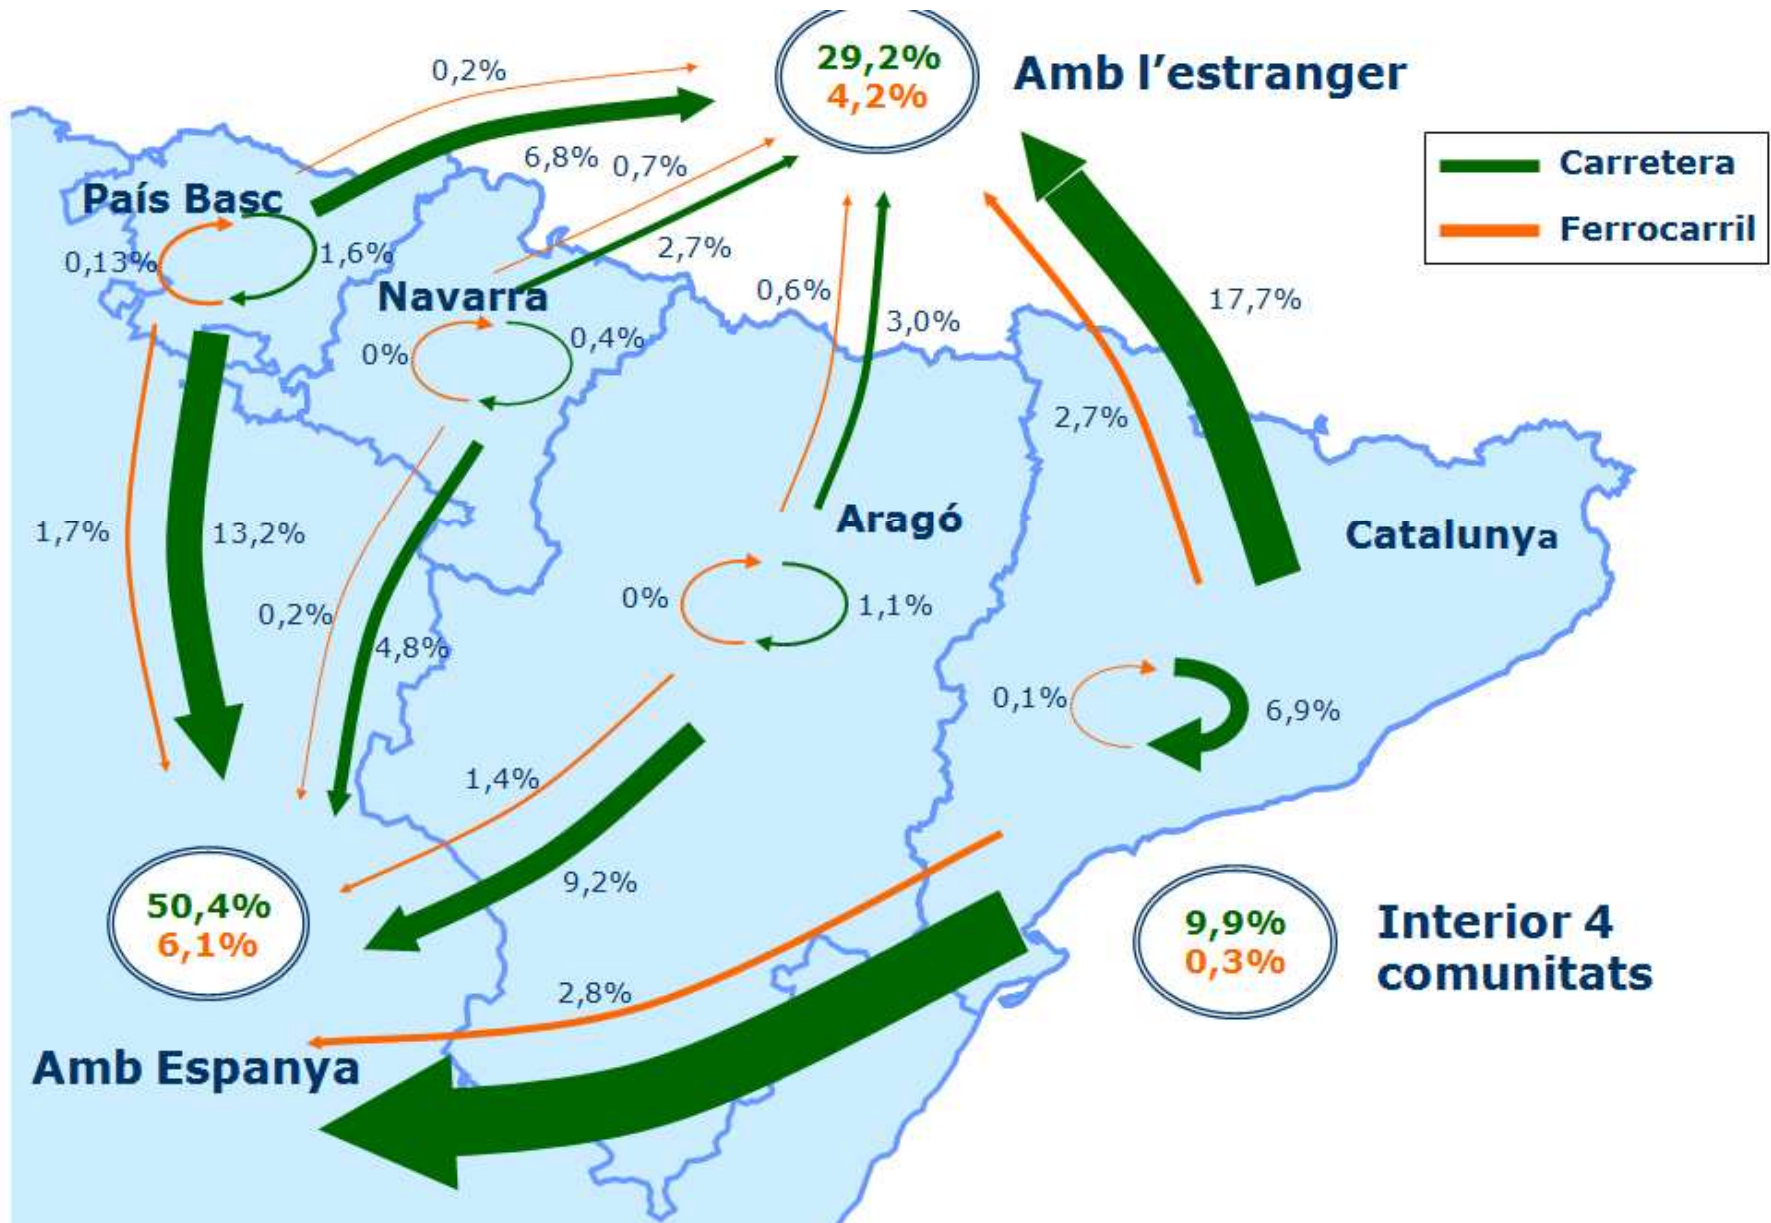 29,2%
4,2%
Amb l'estranger
0,2%
6,8%
0,7%
Carretera
Ferrocarril
País Basc
0,13%
1,6%
2,7%
Navarra
0,6%
17,7%
3,0%
0%
0,4%
2,7%
Aragó
Catalunya
1,7%
13,2%
0%
1,1%
0,2%
4,8%
0,1%
6,9%
1,4%
9,2%
50,4%
6,1%
9,9%
0,3%
Interior 4
comunitats
2,8%
Amb Espanya